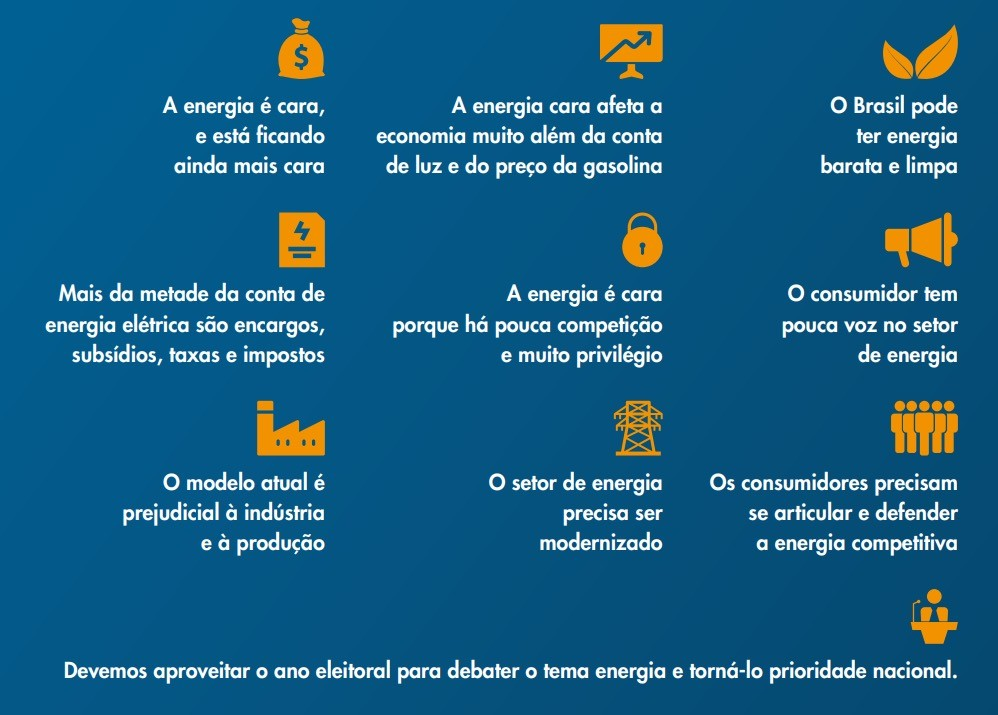 A energia é cara,
e está ficando
ainda mais cara
A energia cara afeta a
economia muito além da conta
de luz e do preço da gasolina
O Brasil pode
ter energia
barata e limpa
Mais da metade da conta de
energia elétrica são encargos,
subsídios, taxas e impostos
A energia é cara
porque há pouca competição
e muito privilégio
O consumidor tem
pouca voz no setor
de energia
O modelo atual é
prejudicial à indústria
e à produção
O setor de energia
precisa ser
modernizado
Os consumidores precisam
se articular e defender
a energia competitiva
Devemos aproveitar o ano eleitoral para debater o tema energia e torná-lo prioridade nacional.